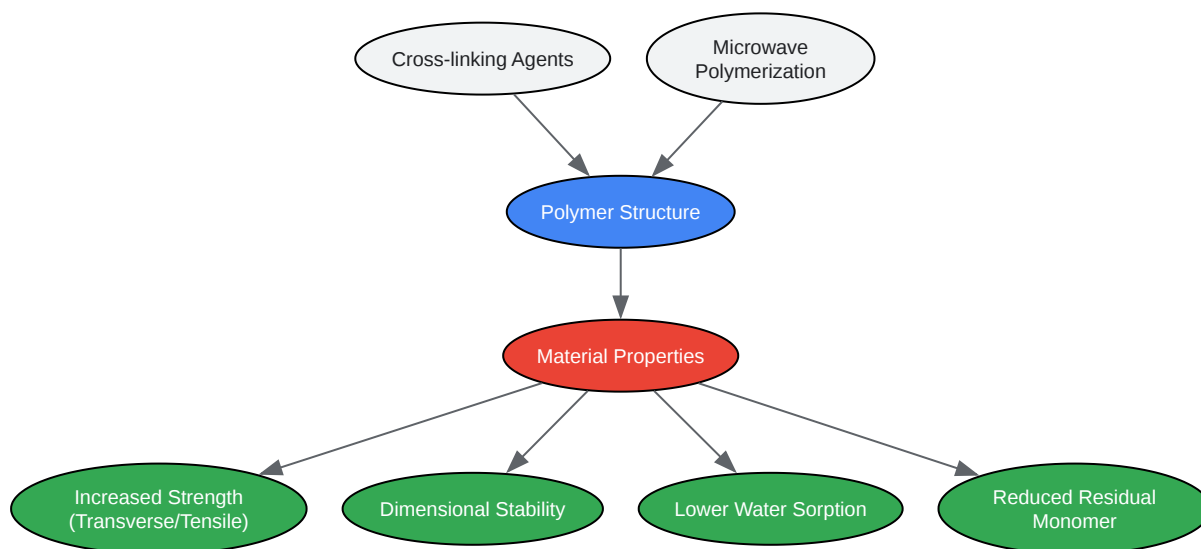 Cross-linking Agents
Microwave
Polymerization
Polymer Structure
Material Properties
Increased Strength
(Transverse/Tensile)
Dimensional Stability
Lower Water Sorption
Reduced Residual
Monomer